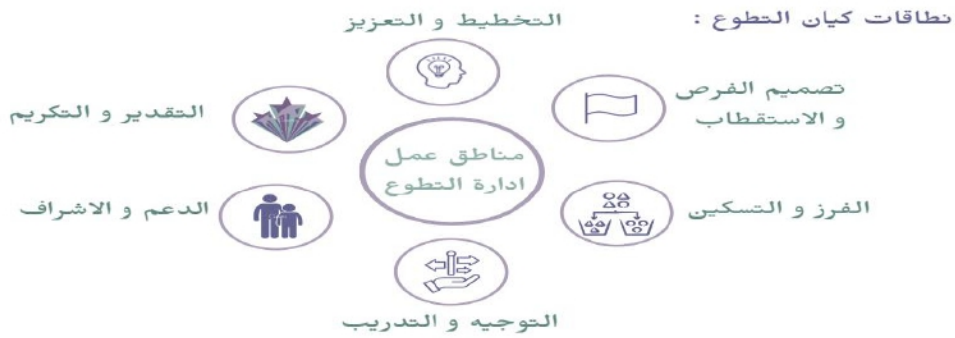 نطاقات كيان التطوع :
التخطيط و التعزيز
تصميم الفرص
و الاستقطاب
التقدير و التكريم
مناطق عمل
ادارة التطوع
الفرز و التسكين
الدعم و الاشراف
التوجيه و التدريب